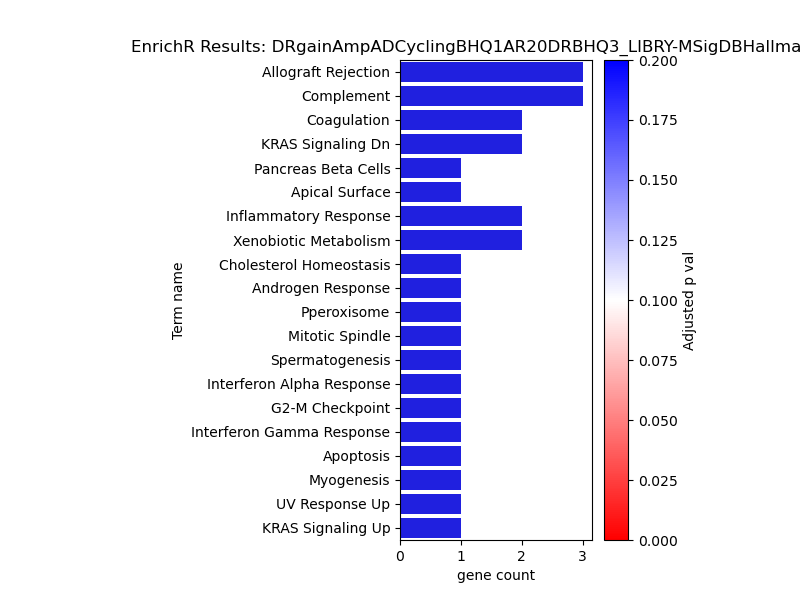 EnrichR Results: DRgainAmpADCyclingBHQ1AR20DRBHQ3_LIBRY-MSigDBHallma
Allograft Rejection
Complement
Coagulation
KRAS Signaling Dn
Pancreas Beta Cells
Apical Surface
Inflammatory Response
Xenobiotic Metabolism
Cholesterol Homeostasis
Androgen Response
Pperoxisome
Mitotic Spindle
Spermatogenesis
Interferon Alpha Response
G2-M Checkpoint
Interferon Gamma Response
Apoptosis
Myogenesis
UV Response Up
KRAS Signaling Up
Term name
0 1 2 3
gene count
0.200
0.175
0.150
0.125
0.100
0.075
0.050
0.025
0.000
Adjusted p val